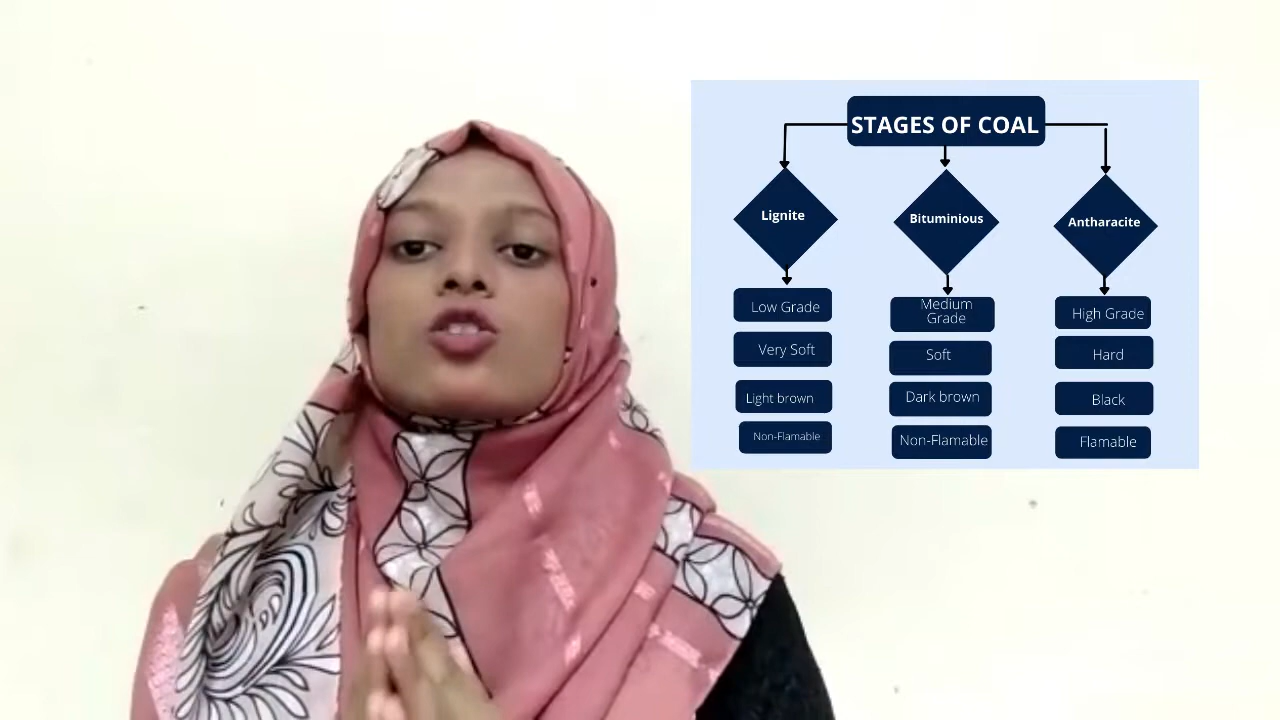 STAGES OF COAL
Lignite
Bituminious
Antharacite
Low Grade
Very Soft
Light brown
Non-Flamable
Medium
Grade
Soft
Dark brown
Non-Flamable
High Grade
Hard
Black
Flamable